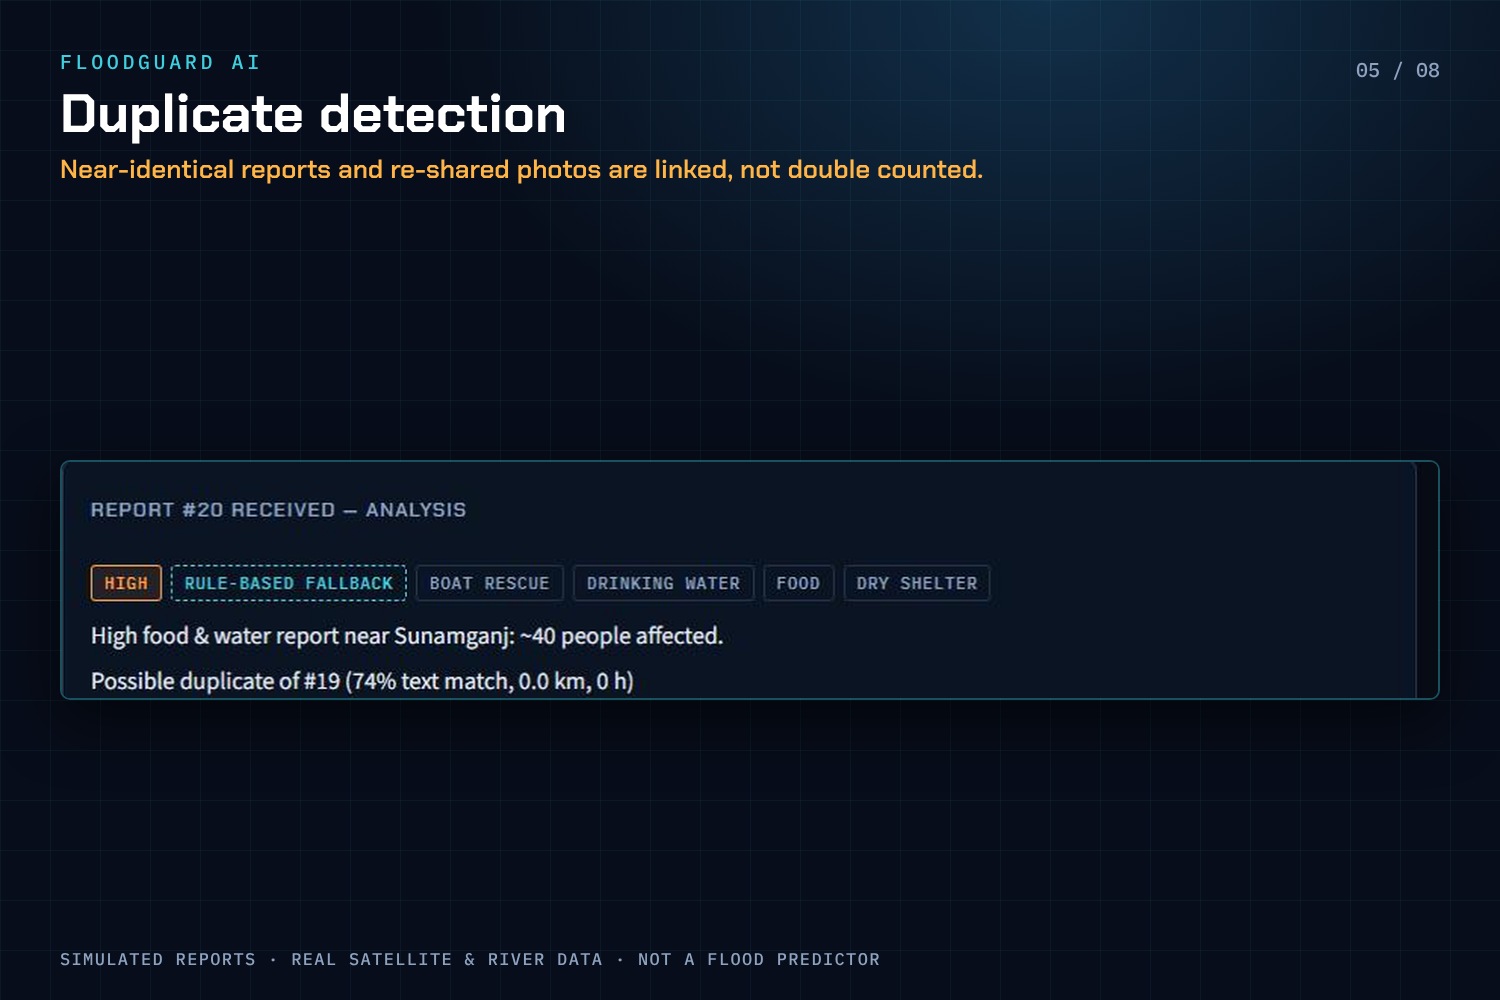 FLOODGUARD AI
05 / 08
Duplicate detection
Near-identical reports and re-shared photos are linked, not double counted.
REPORT #20 RECEIVED — ANALYSIS
HIGH RULE-BASED FALLBACK BOAT RESCUE DRINKING WATER FOOD DRY SHELTER
High food & water report near Sunamganj: ~40 people affected.
Possible duplicate of #19 (74% text match, 0.0 km, 0 h)
SIMULATED REPORTS · REAL SATELLITE & RIVER DATA · NOT A FLOOD PREDICTOR